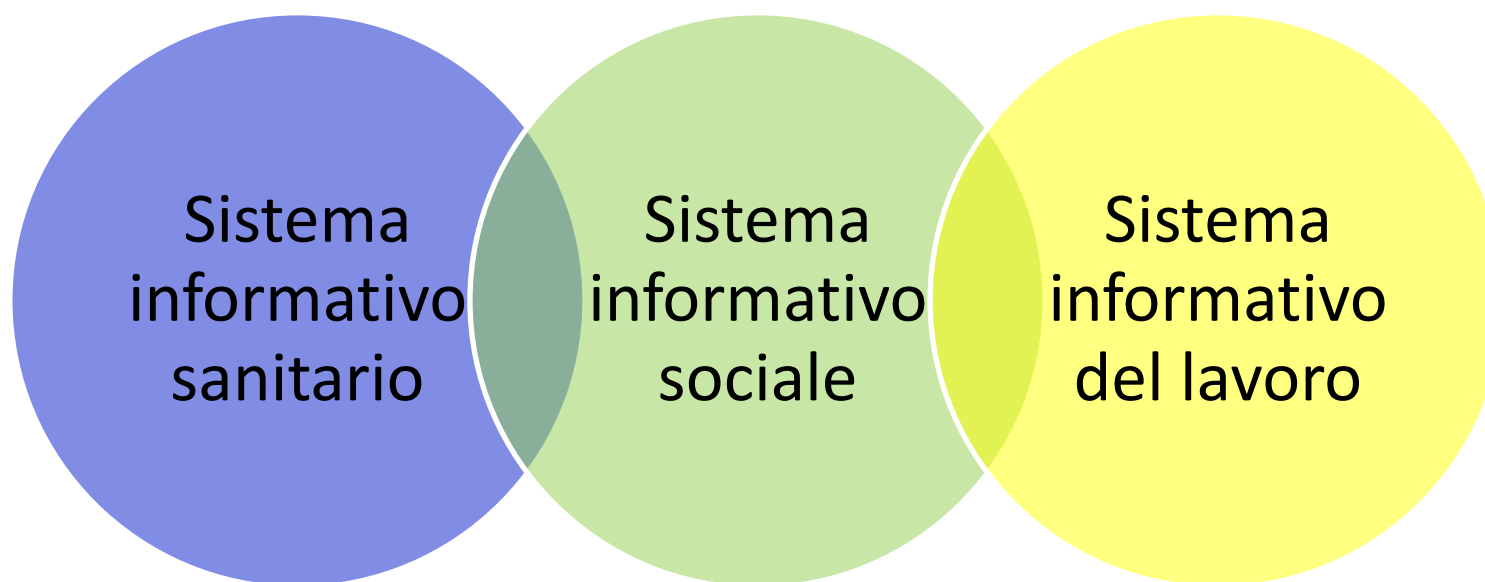 Sistema
informativo
sanitario
Sistema
informativo
sociale
Sistema
informativo
del lavoro